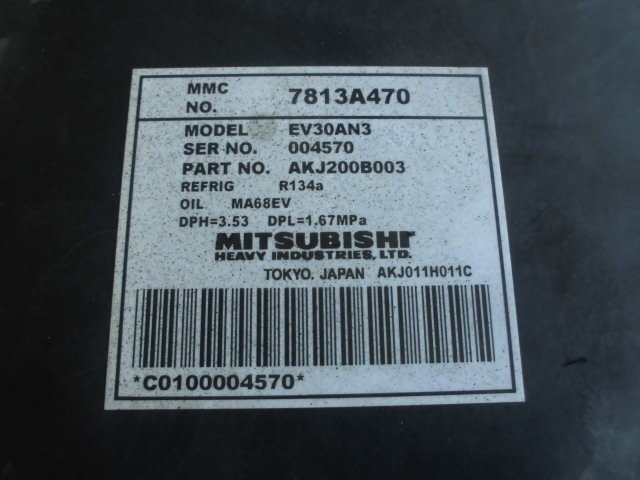 MMC
NO. 7813A470
MODEL EV30AN3
SER NO. 004570
PART NO. AKJ200B003
REFRIG R134a
OIL MA68EV
DPH=3.53 DPL=1.67MPa
MITSUBISHI
HEAVY INDUSTRIES, LTD.
TOKYO. JAPAN AKJ011H011C
*C0100004570*